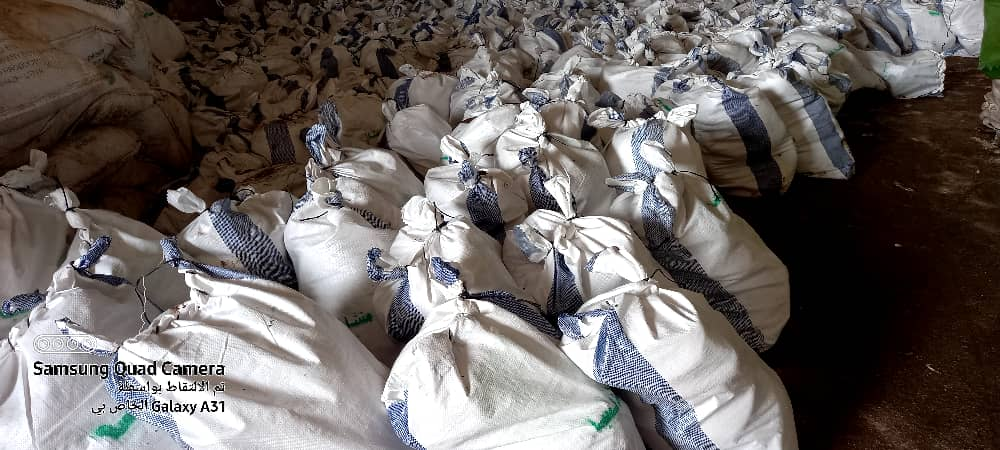 Samsung Quad Camera
تم الالتقاط بواسطة
الخاص بي Galaxy A31